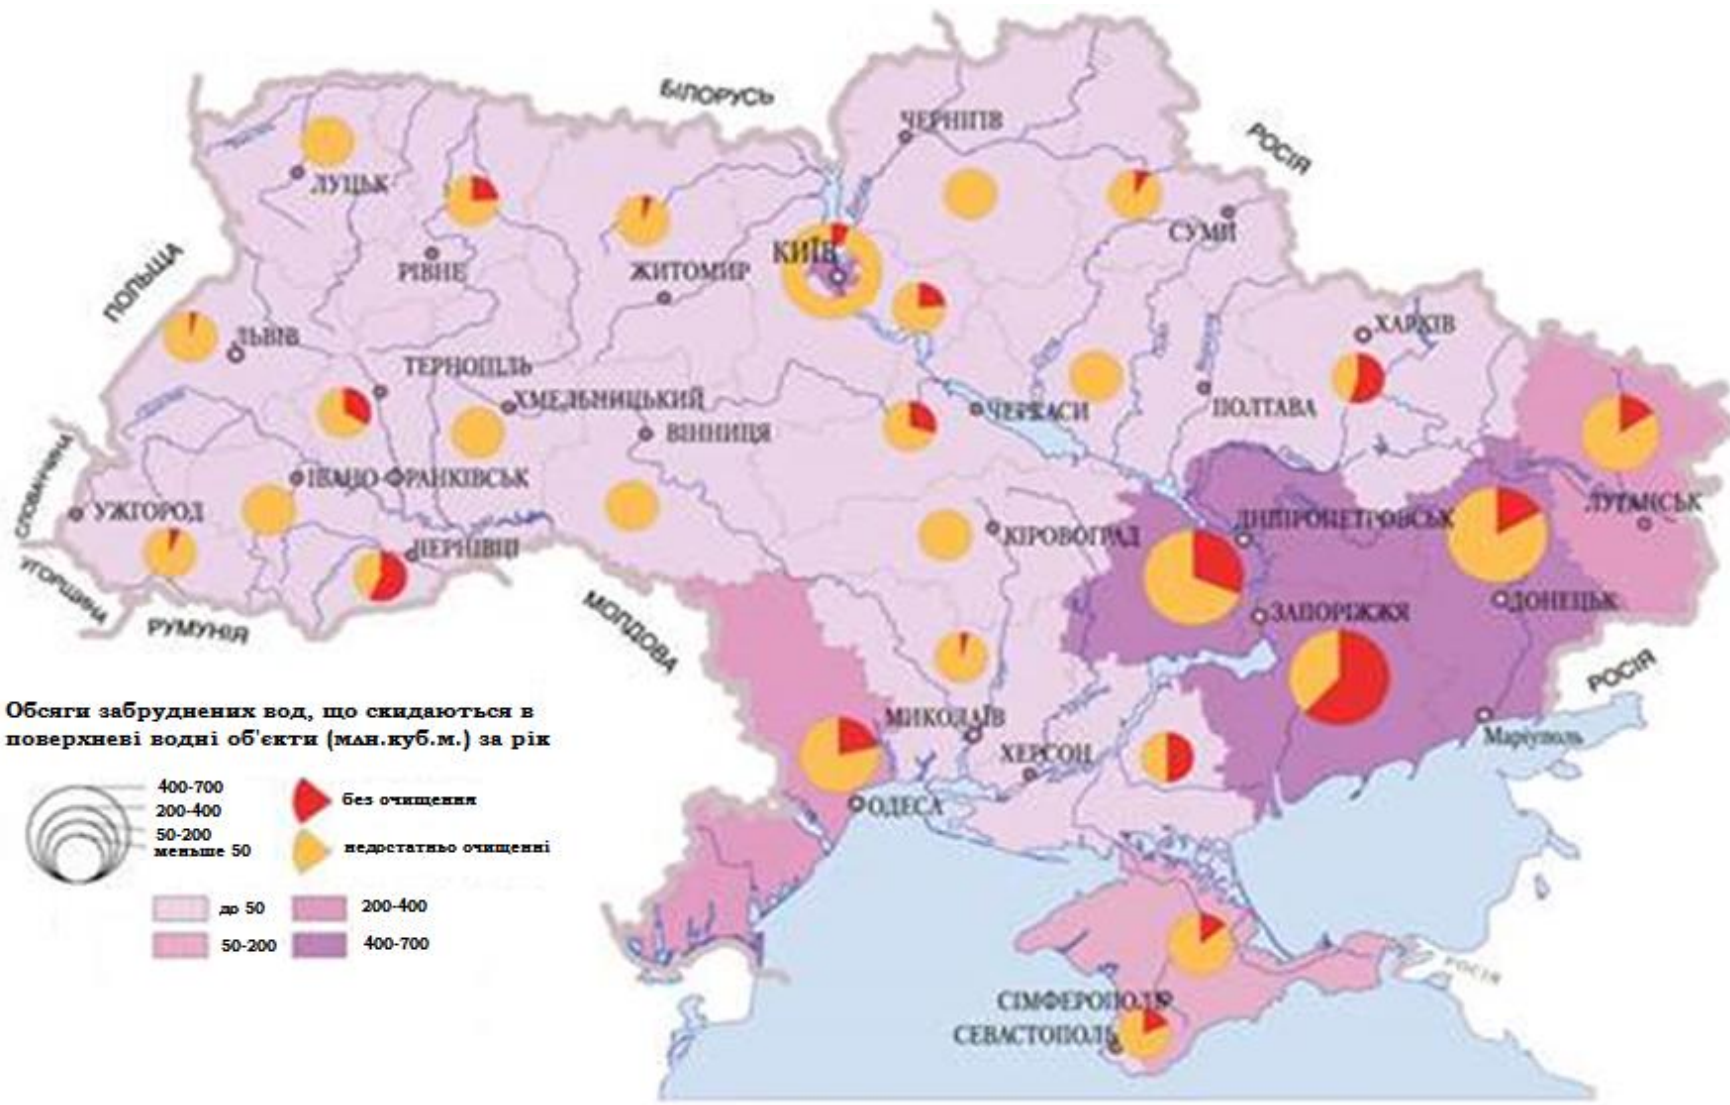 БІЛОРУСЬ
ЧЕРНІГІВ
РОСІЯ
ЛУЦЬК
СУМИ
КИЇВ
РІВНЕ
ЖИТОМИР
ПОЛЬЩА
ЛЬВІВ
ХАРКІВ
ТЕРНОПІЛЬ
ХМЕЛЬНИЦЬКИЙ
ЧЕРКАСИ
ПОЛТАВА
ВІННИЦЯ
СЛОВАЧЧИНА
ІВАНО-ФРАНКІВСЬК
УЖГОРОД
ЛУГАНСЬК
ДНІПРОПЕТРОВСЬК
КІРОВОГРАД
ЧЕРНІВЦІ
УГОРЩИНА
РУМУНІЯ
МОЛДОВА
ДОНЕЦЬК
ЗАПОРІЖЖЯ
РОСІЯ
МИКОЛАЇВ
Маріуполь
ХЕРСОН
ОДЕСА
РОСІЯ
СІМФЕРОПОЛЬ
СЕВАСТОПОЛЬ
Обсяги забруднених вод, що скидаються в
поверхневі водні об'єкти (млн.куб.м.) за рік
400-700
200-400
50-200
меньше 50
без очищення
недостатньо очищенні
до 50
200-400
50-200
400-700